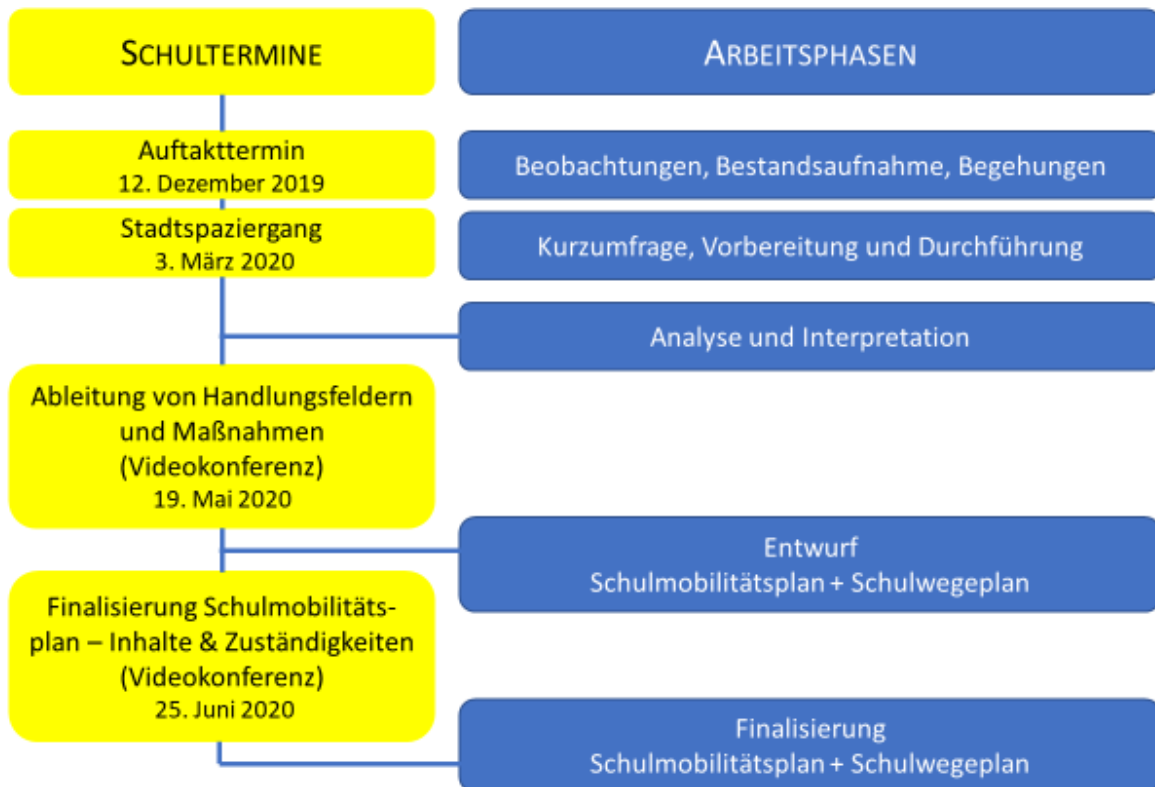 SCHULTERMINE
ARBEITSPHASEN
Auftakttermin
12. Dezember 2019
Beobachtungen, Bestandsaufnahme, Begehungen
Stadtspaziergang
3. März 2020
Kurzumfrage, Vorbereitung und Durchführung
Analyse und Interpretation
Ableitung von Handlungsfeldern
und Maßnahmen
(Videokonferenz)
19. Mai 2020
Entwurf
Schulmobilitätsplan + Schulwegeplan
Finalisierung Schulmobilitäts-
plan – Inhalte & Zuständigkeiten
(Videokonferenz)
25. Juni 2020
Finalisierung
Schulmobilitätsplan + Schulwegeplan